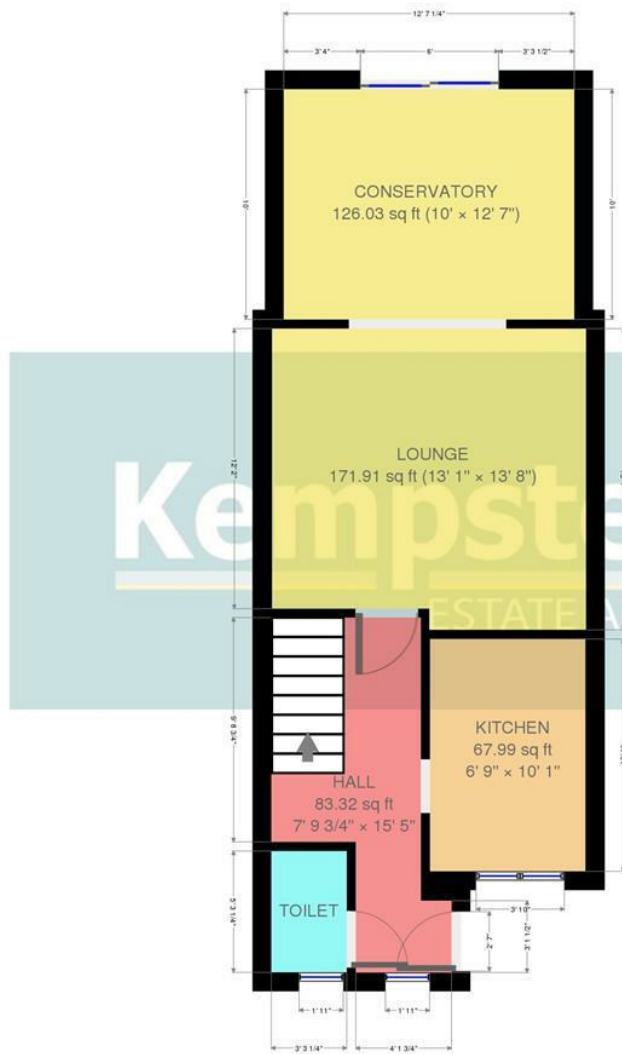 12' 7 1/4"
3' 4"
6'
3' 3 1/2"
10'
10'
CONSERVATORY
126.03 sq ft (10' × 12' 7")
LOUNGE
171.91 sq ft (13' 1" × 13' 8")
12' 2"
Kempste
ESTATE A
9' 8 3/4"
KITCHEN
67.99 sq ft
6' 9" × 10' 1"
HALL
83.32 sq ft
7' 9 3/4" × 15' 5"
TOILET
5' 3 1/4"
3' 10"
2' 7"
3' 1 1/2"
1' 11"
1' 11"
3' 3 1/4"
4' 1 3/4"